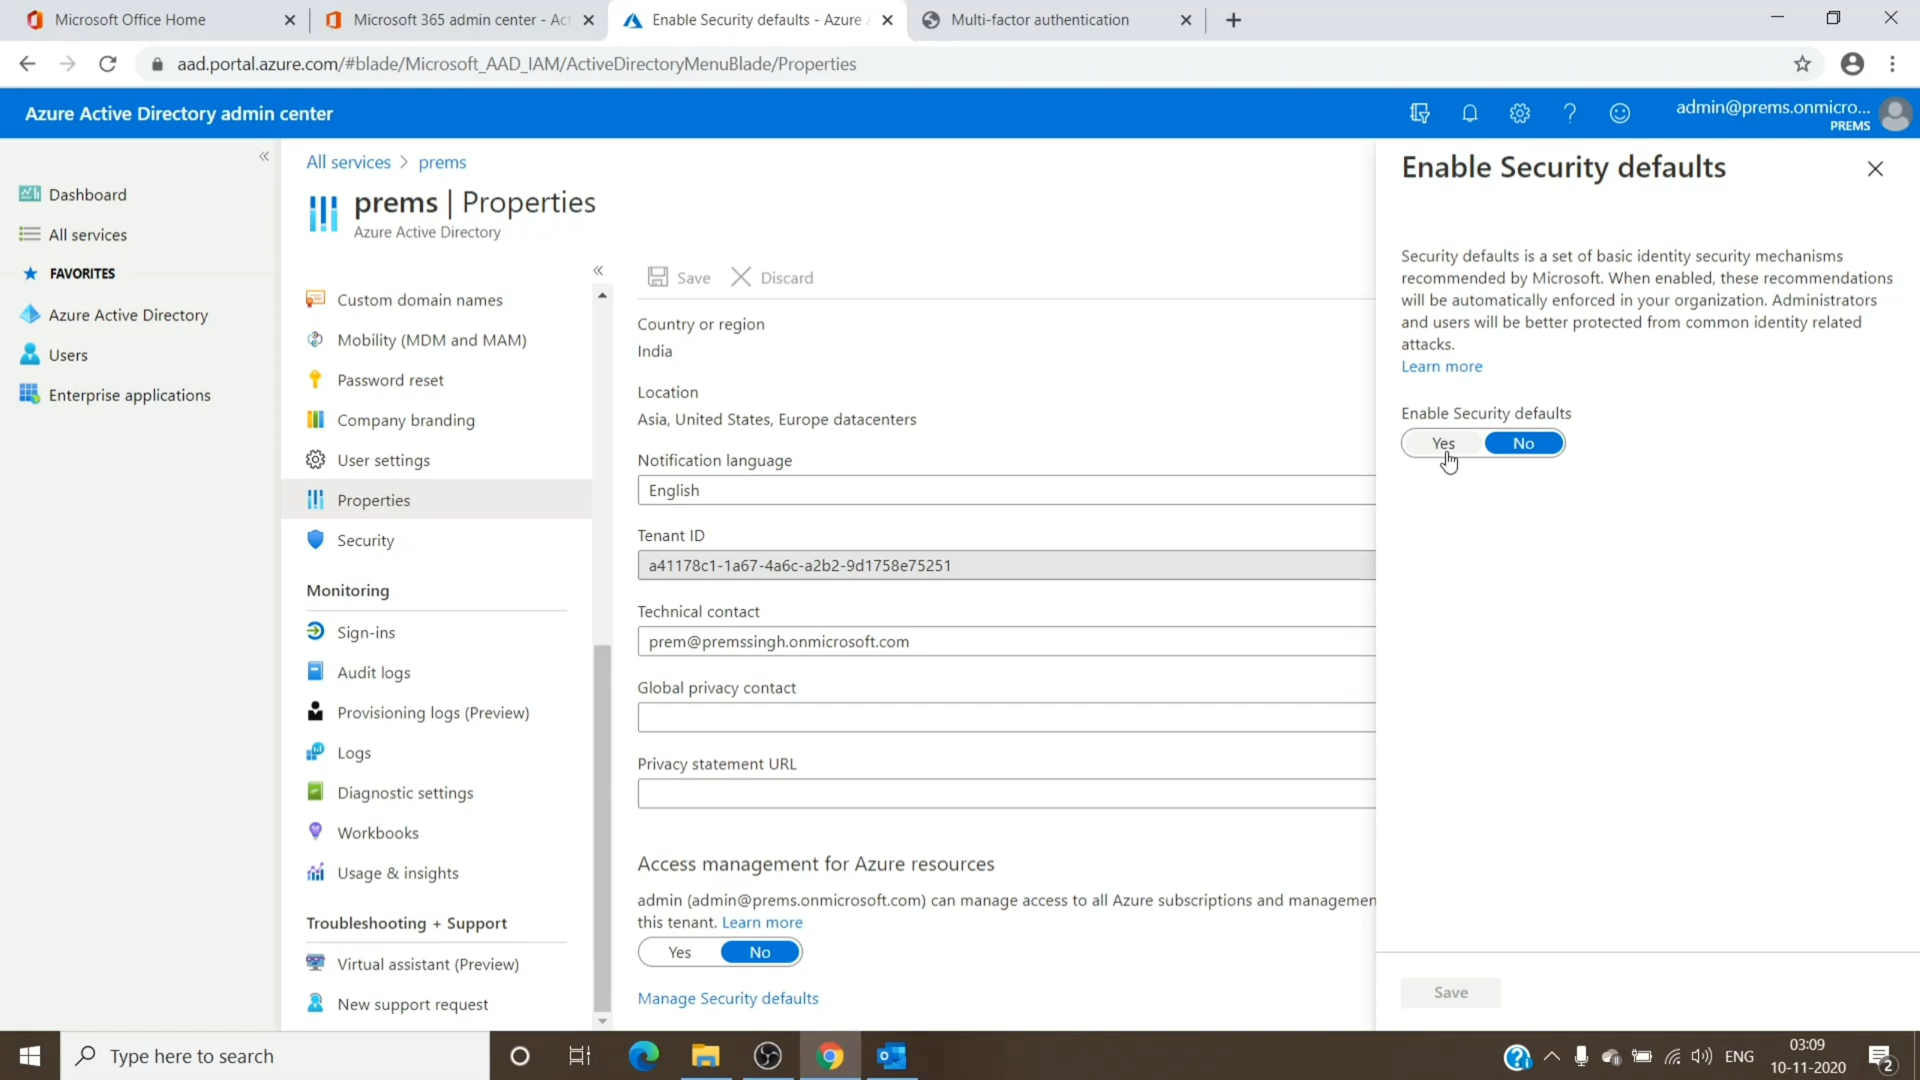 Microsoft Office Home
Microsoft 365 admin center - Act
Enable Security defaults - Azure A
Multi-factor authentication
aad.portal.azure.com/#blade/Microsoft_AAD_IAM/ActiveDirectoryMenuBlade/Properties
Azure Active Directory admin center
admin@prems.onmicro...
PREMS
Dashboard
All services
FAVORITES
Azure Active Directory
Users
Enterprise applications
All services > prems
prems | Properties
Azure Active Directory
Custom domain names
Mobility (MDM and MAM)
Password reset
Company branding
User settings
Properties
Security
Monitoring
Sign-ins
Audit logs
Provisioning logs (Preview)
Logs
Diagnostic settings
Workbooks
Usage & insights
Troubleshooting + Support
Virtual assistant (Preview)
New support request
Save
Discard
Country or region
India
Location
Asia, United States, Europe datacenters
Notification language
English
Tenant ID
a41178c1-1a67-4a6c-a2b2-9d1758e75251
Technical contact
prem@premssingh.onmicrosoft.com
Global privacy contact
Privacy statement URL
Access management for Azure resources
admin (admin@prems.onmicrosoft.com) can manage access to all Azure subscriptions and managemen
this tenant. Learn more
Yes No
Manage Security defaults
Enable Security defaults
Security defaults is a set of basic identity security mechanisms
recommended by Microsoft. When enabled, these recommendations
will be automatically enforced in your organization. Administrators
and users will be better protected from common identity related
attacks.
Learn more
Enable Security defaults
Yes No
Save
Type here to search
ENG
03:09
10-11-2020
2